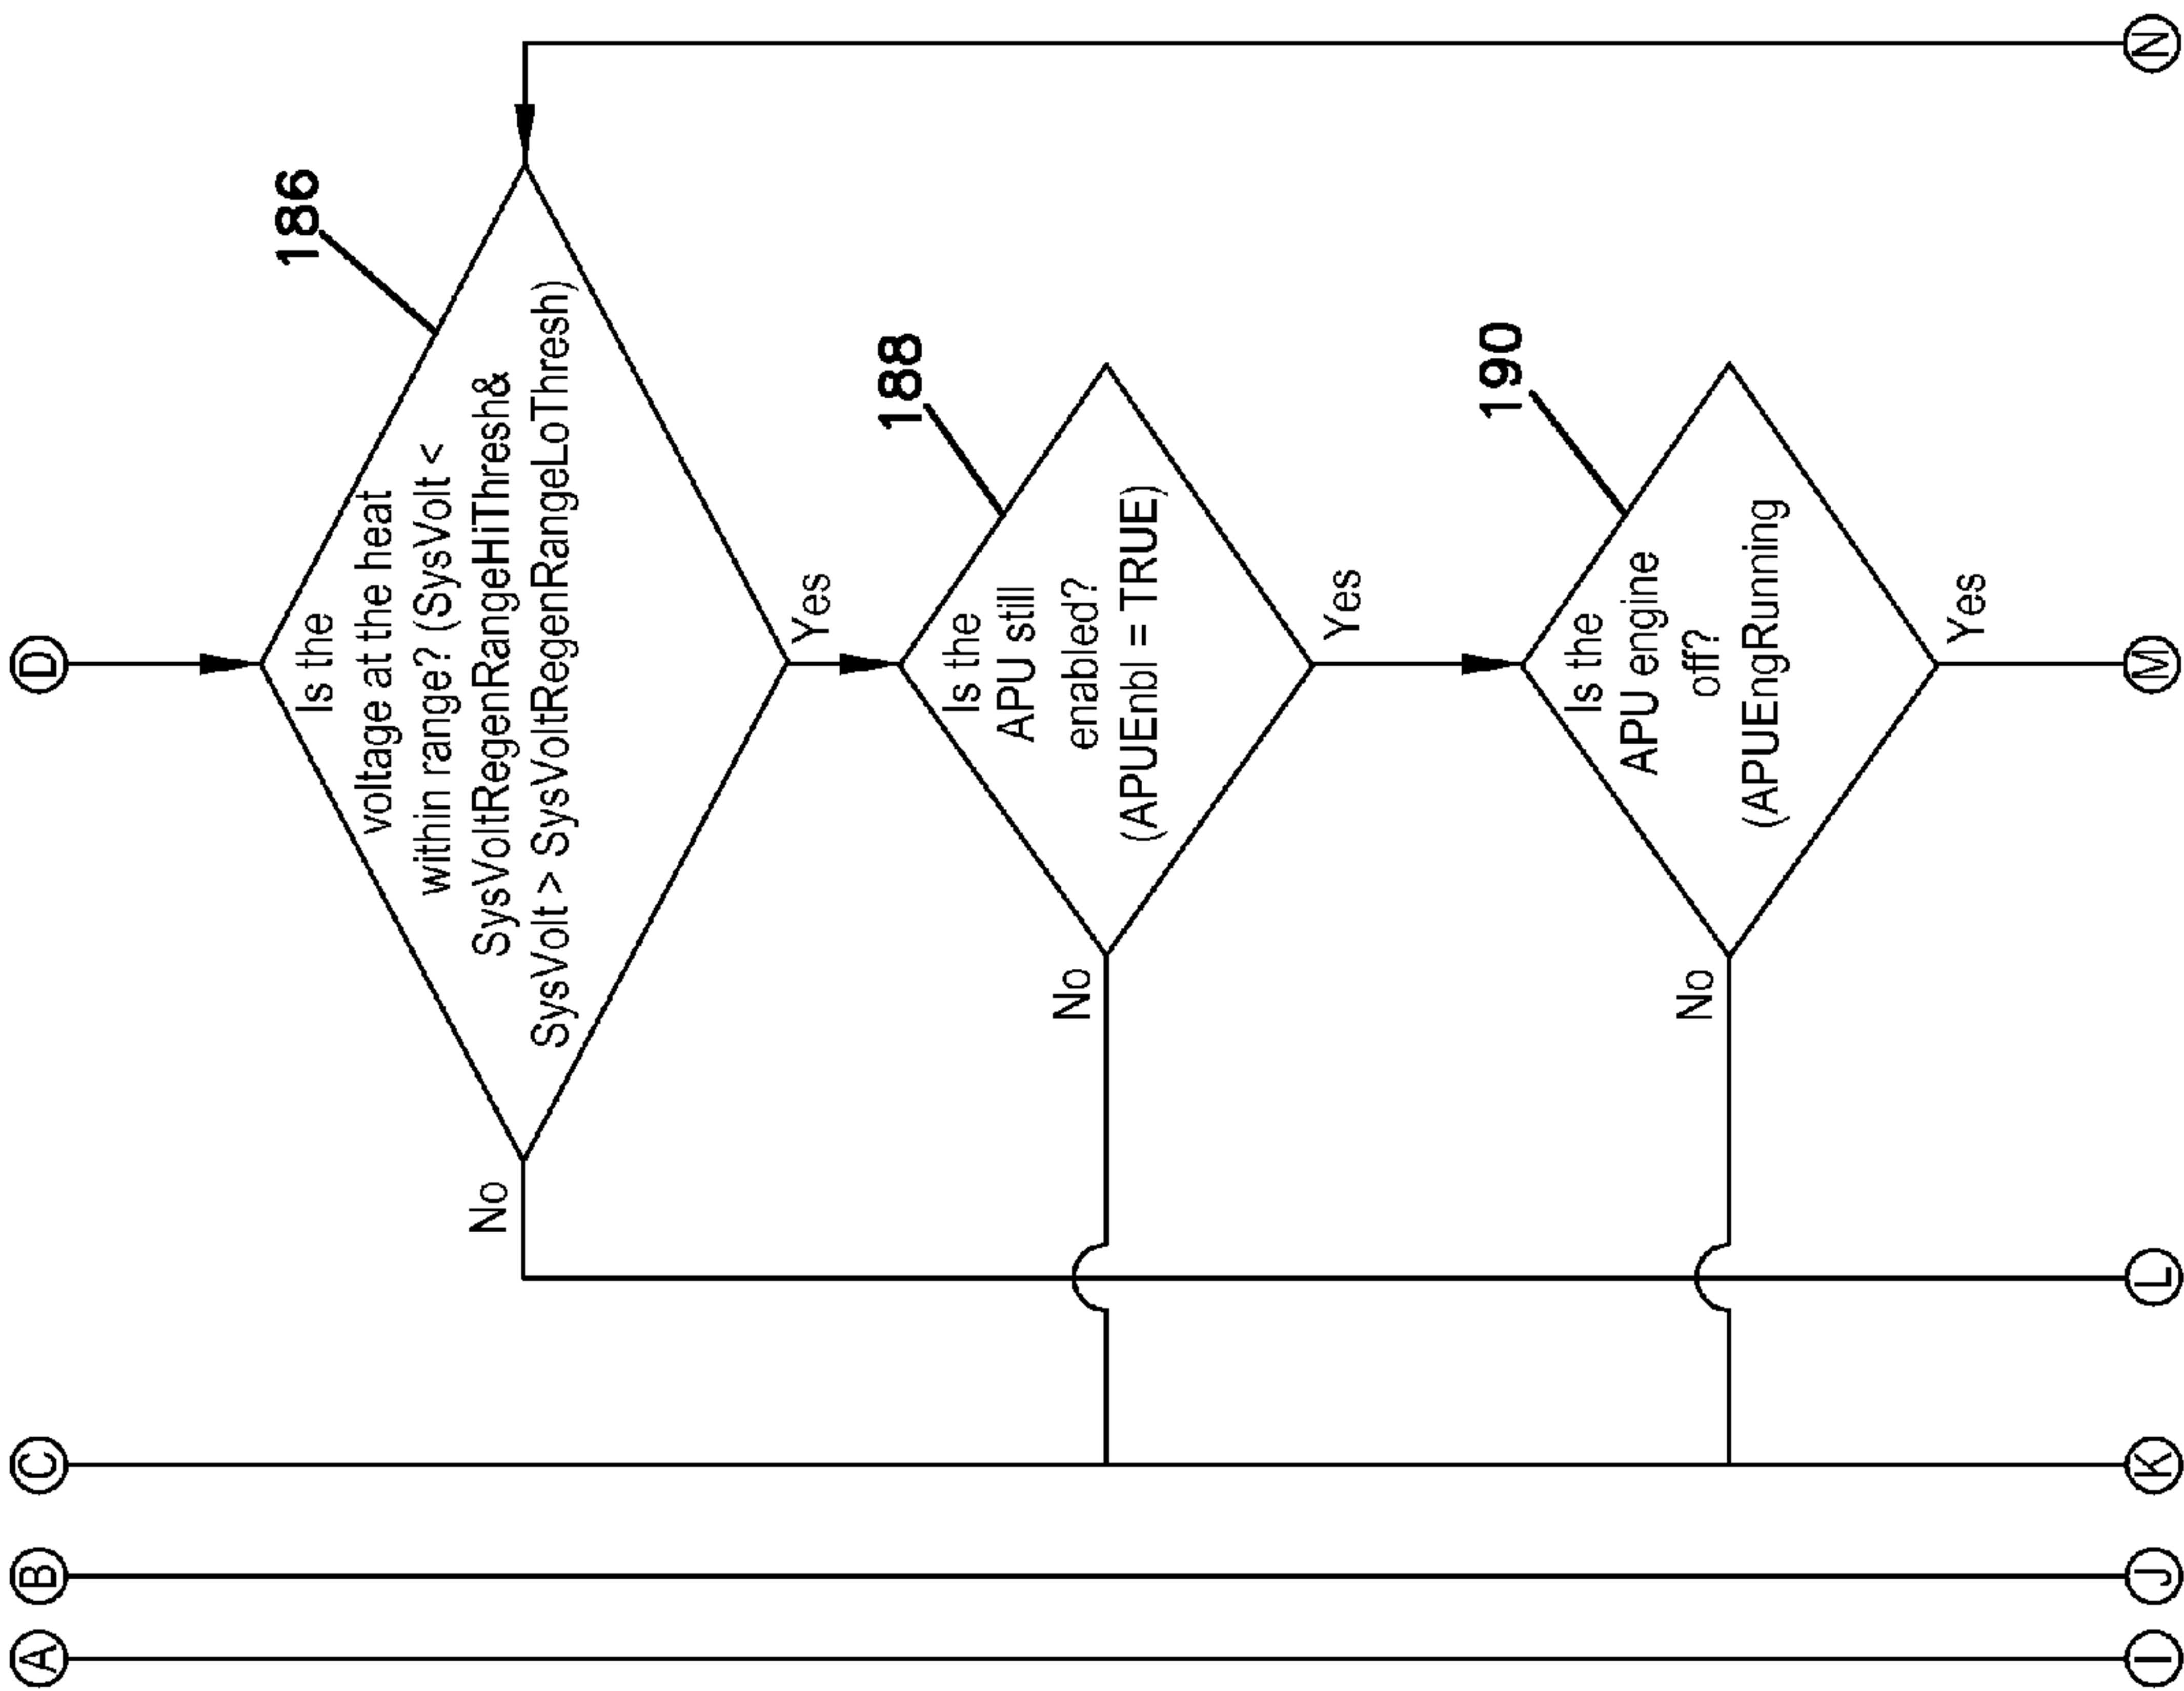 A
B
C
D
186
Is the
voltage at the heat
within range? (SysVolt <
SysVoltRegenRangeHiThresh&
SysVolt > SysVoltRegenRangeLoThresh)
No
Yes
188
Is the
APU still
enabled?
(APUEnbl = TRUE)
No
Yes
190
Is the
APU engine
off?
(APUEngRunning
No
Yes
I
J
K
L
M
N